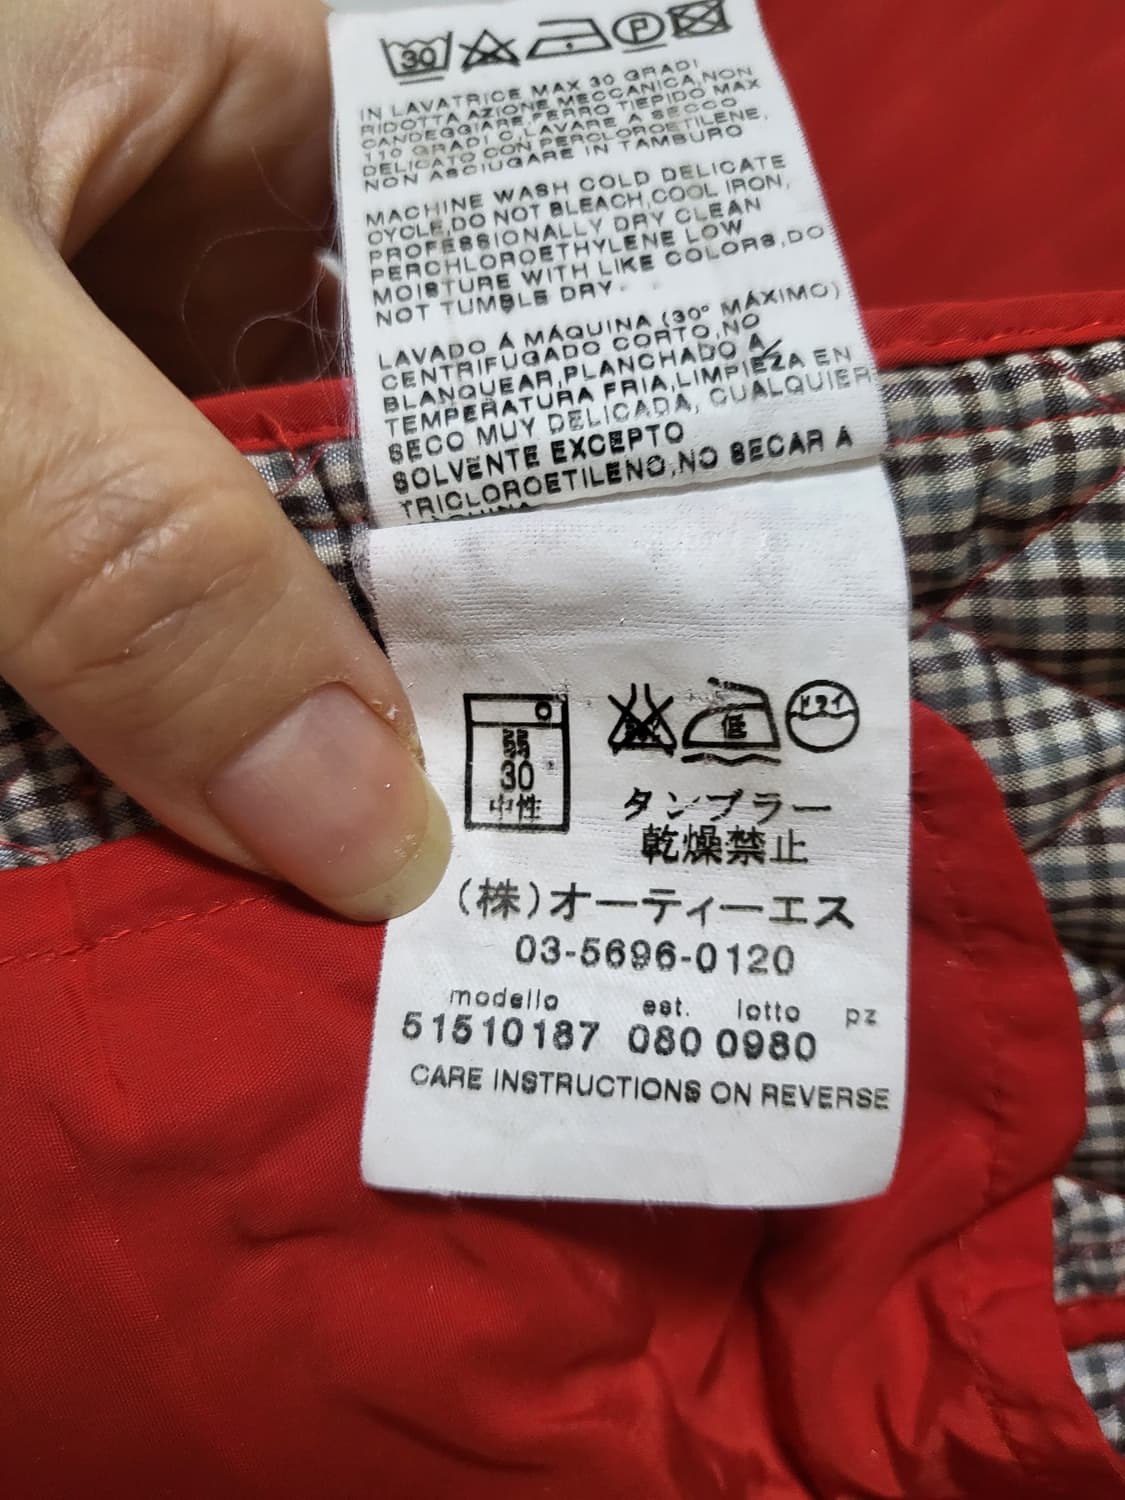 30 P
IN LAVATRICE MAX 30 GRADI
RIDOTTA AZIONE MECCANICA,NON
CANDEGGIARE,FERRO TIEPIDO MAX
110 GRADI C,LAVARE A SECCO
DELICATO CON PERCLOROETILENE,
NON ASCIUGARE IN TAMBURO
MACHINE WASH COLD DELICATE
CYCLE,DO NOT BLEACH,COOL IRON,
PROFESSIONALLY DRY CLEAN
PERCHLOROETHYLENE LOW
MOISTURE WITH LIKE COLORS,DO
NOT TUMBLE DRY
LAVADO Á MÁQUINA (30º MÁXIMO)
CENTRIFUGADO CORTO,NO
BLANQUEAR,PLANCHADO A
TEMPERATURA FRIA,LIMPIEZA EN
SECO MUY DELICADA, CUALQUIER
SOLVENTE EXCEPTO
TRICLOROETILENO,NO SECAR Á
弱
30
中性
低 ドライ
タンブラー
乾燥禁止
(株)オーティーエス
03-5696-0120
modello est. lotto pz
51510187 080 0980
CARE INSTRUCTIONS ON REVERSE